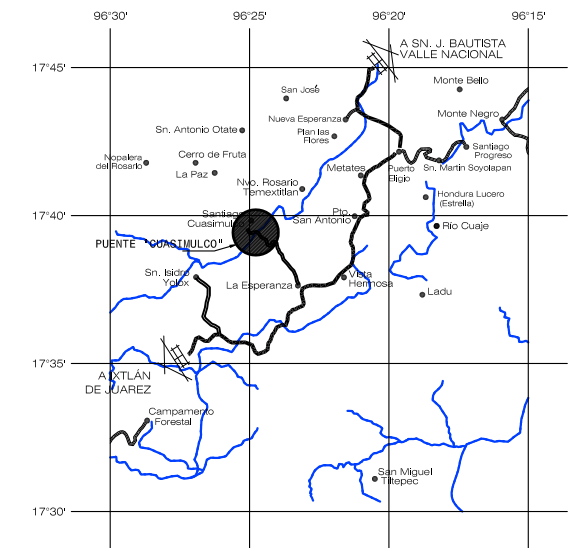 96°30' 96°25' 96°20' 96°15'
A SN. J. BAUTISTA
VALLE NACIONAL
17°45'
Monte Bello
San José
Nueva Esperanza
Monte Negro
Sn. Antonio Otate
Plan las
Flores
Santiago
Progreso
Nopalera
del Rosario
Cerro de Fruta
La Paz
Metates
Puerto
Eligio
Sn. Martín Soyolapan
Nvo. Rosario
Temextitlan
Hondura Lucero
(Estrella)
17°40'
Santiago
Cuasimulco
Pto.
San Antonio
Río Cuaje
PUENTE "CUASIMULCO"
Sn. Isidro
Yolox
La Esperanza
Vista
Hermosa
Ladu
17°35'
A IXTLÁN
DE JUAREZ
Campamento
Forestal
San Miguel
Tiltepec
17°30'